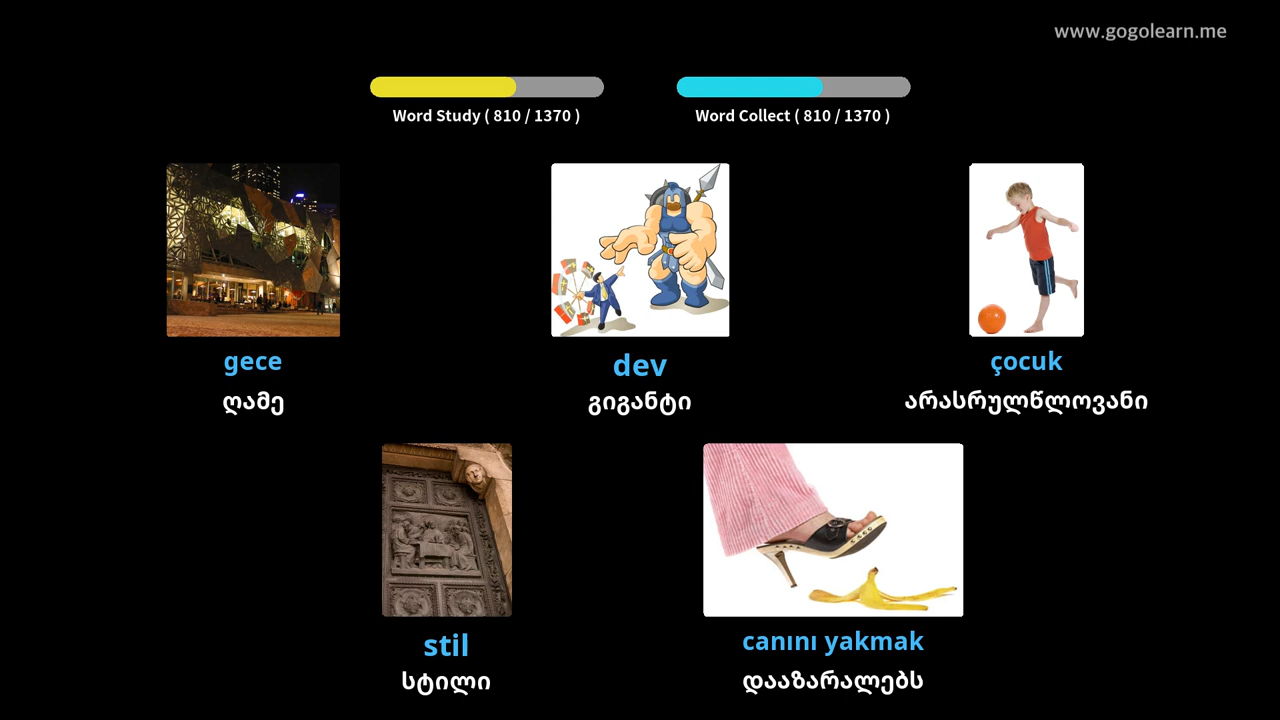 www.gogolearn.me
Word Study ( 810 / 1370 )
Word Collect ( 810 / 1370 )
gece
ღამე
dev
გიგანტი
çocuk
არასრულწლოვანი
stil
სტილი
canını yakmak
დააზარალებს